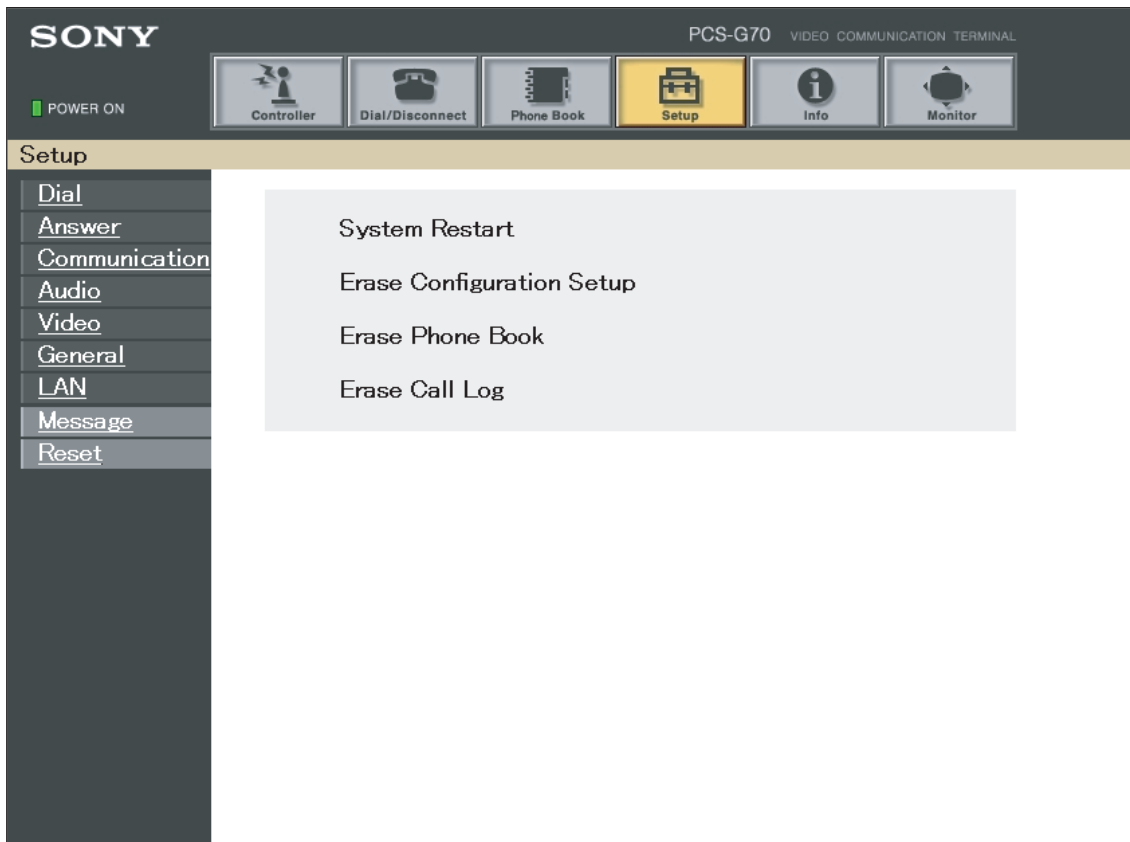 SONY
PCS-G70 VIDEO COMMUNICATION TERMINAL
POWER ON
Controller
Dial/Disconnect
Phone Book
Setup
Info
Monitor
Setup
Dial
Answer
Communication
Audio
Video
General
LAN
Message
Reset
System Restart
Erase Configuration Setup
Erase Phone Book
Erase Call Log